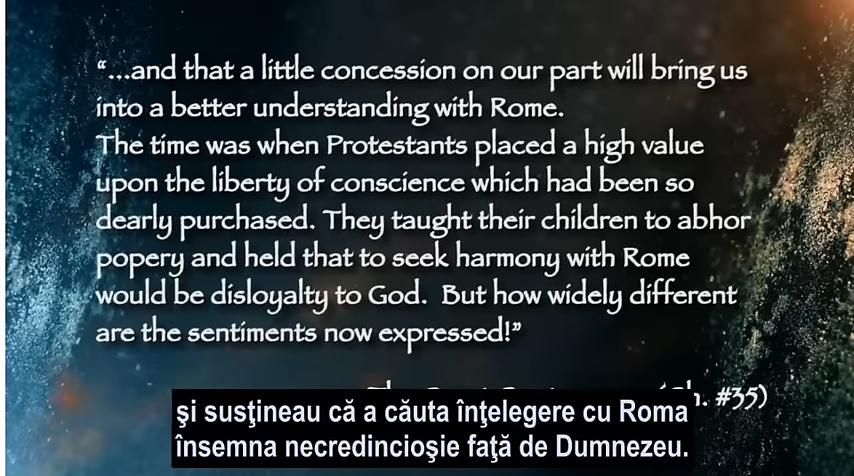 “...and that a little concession on our part will bring us
into a better understanding with Rome.
The time was when Protestants placed a high value
upon the liberty of conscience which had been so
dearly purchased. They taught their children to abhor
popery and held that to seek harmony with Rome
would be disloyalty to God. But how widely different
are the sentiments now expressed!”
#35)
şi susţineau că a căuta înţelegere cu Roma
însemna necredincioşie faţă de Dumnezeu.